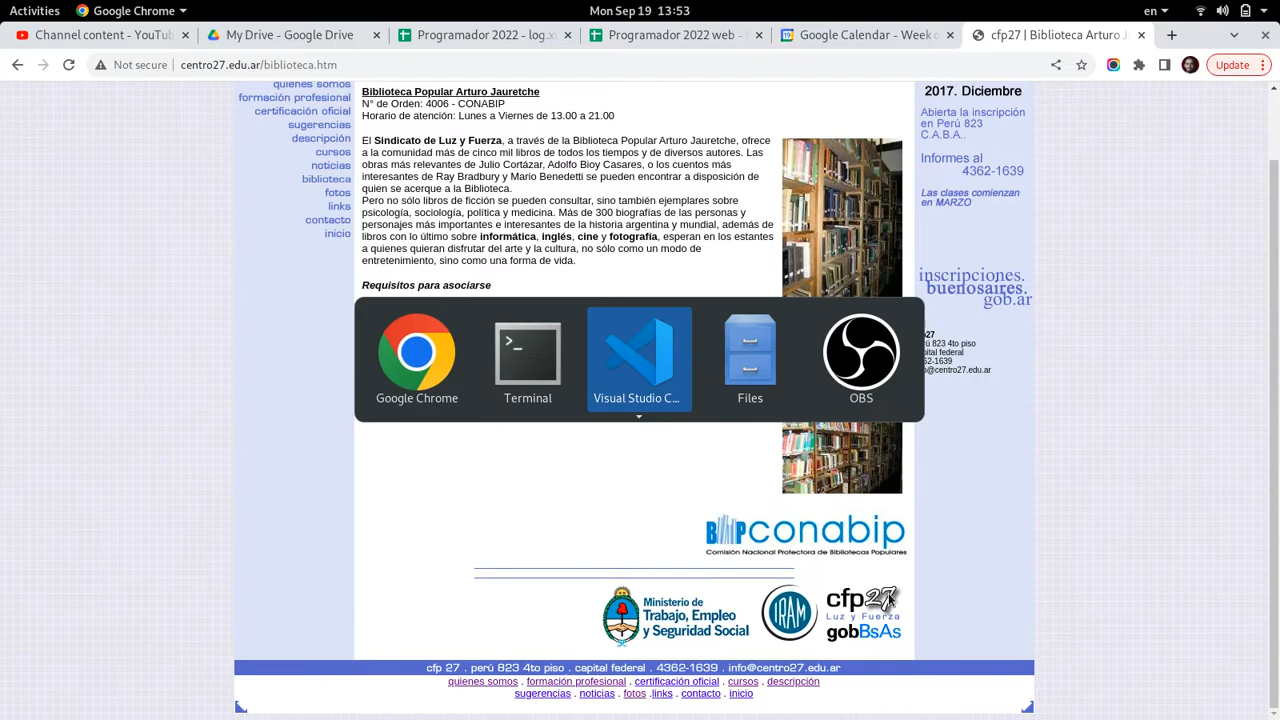 Activities
Google Chrome
Mon Sep 19  13:53
en
Channel content - YouTub
My Drive - Google Drive
Programador 2022 - log.xl
Programador 2022 web -
Google Calendar - Week o
cfp27 | Biblioteca Arturo J
Not secure
centro27.edu.ar/biblioteca.htm
Update
quienes somos
formación profesional
certificación oficial
sugerencias
descripción
cursos
noticias
biblioteca
fotos
links
contacto
inicio
Biblioteca Popular Arturo Jauretche
N° de Orden: 4006 - CONABIP
Horario de atención: Lunes a Viernes de 13.00 a 21.00
El Sindicato de Luz y Fuerza, a través de la Biblioteca Popular Arturo Jauretche, ofrece
a la comunidad más de cinco mil libros de todos los tiempos y de diversos autores. Las
obras más relevantes de Julio Cortázar, Adolfo Bioy Casares, o los cuentos más
interesantes de Ray Bradbury y Mario Benedetti se pueden encontrar a disposición de
quien se acerque a la Biblioteca.
Pero no sólo libros de ficción se pueden consultar, sino también ejemplares sobre
psicología, sociología, política y medicina. Más de 300 biografías de las personas y
personajes más importantes e interesantes de la historia argentina y mundial, además de
libros con lo último sobre informática, inglés, cine y fotografía, esperan en los estantes
a quienes quieran disfrutar del arte y la cultura, no sólo como un modo de
entretenimiento, sino como una forma de vida.
Requisitos para asociarse
2017. Diciembre
Abierta la inscripción
en Perú 823
C.A.B.A..
Informes al
4362-1639
Las clases comienzan
en MARZO
inscripciones.
buenosaires.
gob.ar
27
rú 823 4to piso
pital federal
62-1639
o@centro27.edu.ar
Google Chrome
Terminal
Visual Studio C...
Files
OBS
conabip
Comisión Nacional Protectora de Bibliotecas Populares
Ministerio de
Trabajo, Empleo
y Seguridad Social
IRAM
cfp27
Luz y Fuerza
gobBsAs
cfp 27 . perú 823 4to piso . capital federal . 4362-1639 . info@centro27.edu.ar
quienes somos . formación profesional . certificación oficial . cursos . descripción
sugerencias . noticias . fotos .links . contacto . inicio